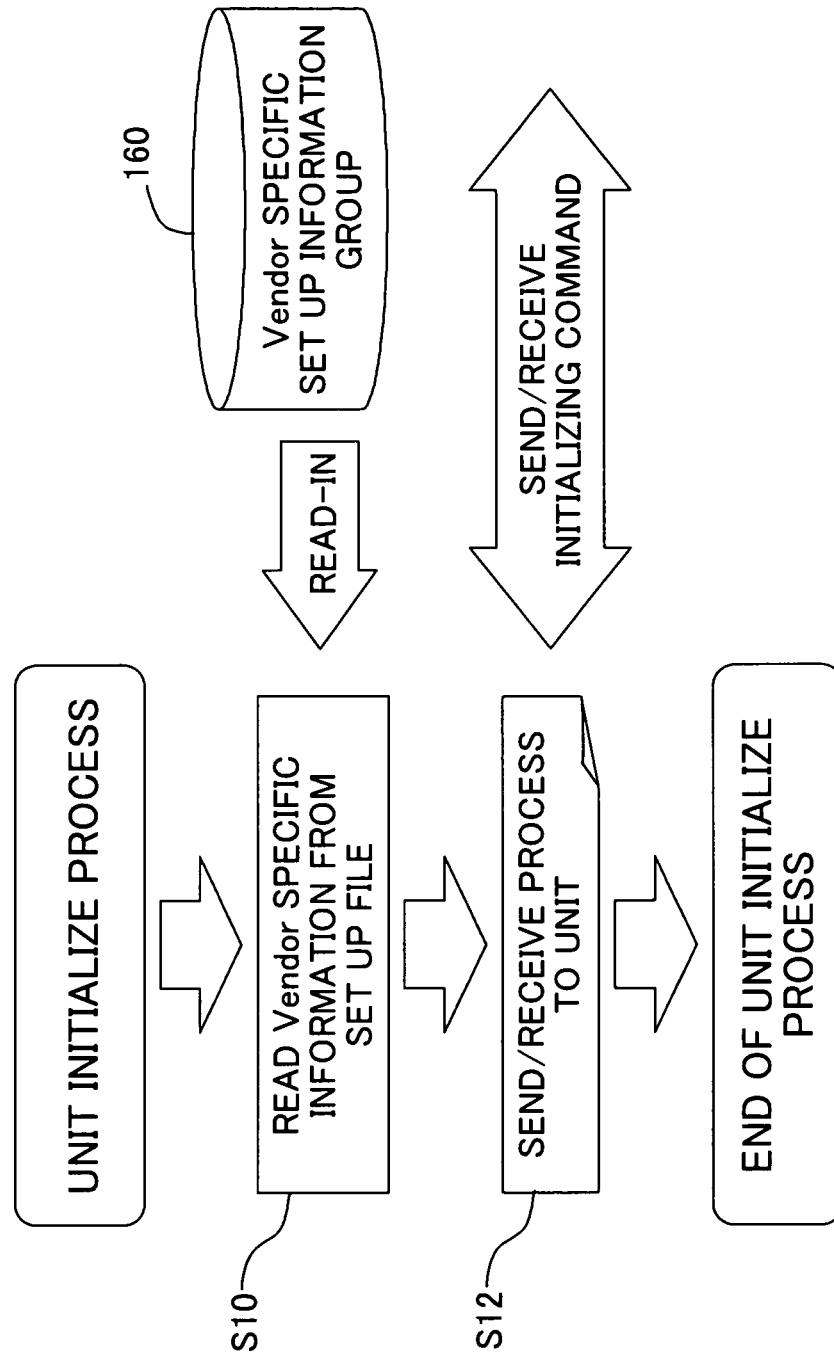 UNIT INITIALIZE PROCESS
160
S10
READ Vendor SPECIFIC
INFORMATION FROM
SET UP FILE
READ-IN
Vendor SPECIFIC
SET UP INFORMATION
GROUP
S12
SEND/RECEIVE PROCESS
TO UNIT
SEND/RECEIVE
INITIALIZING COMMAND
END OF UNIT INITIALIZE
PROCESS